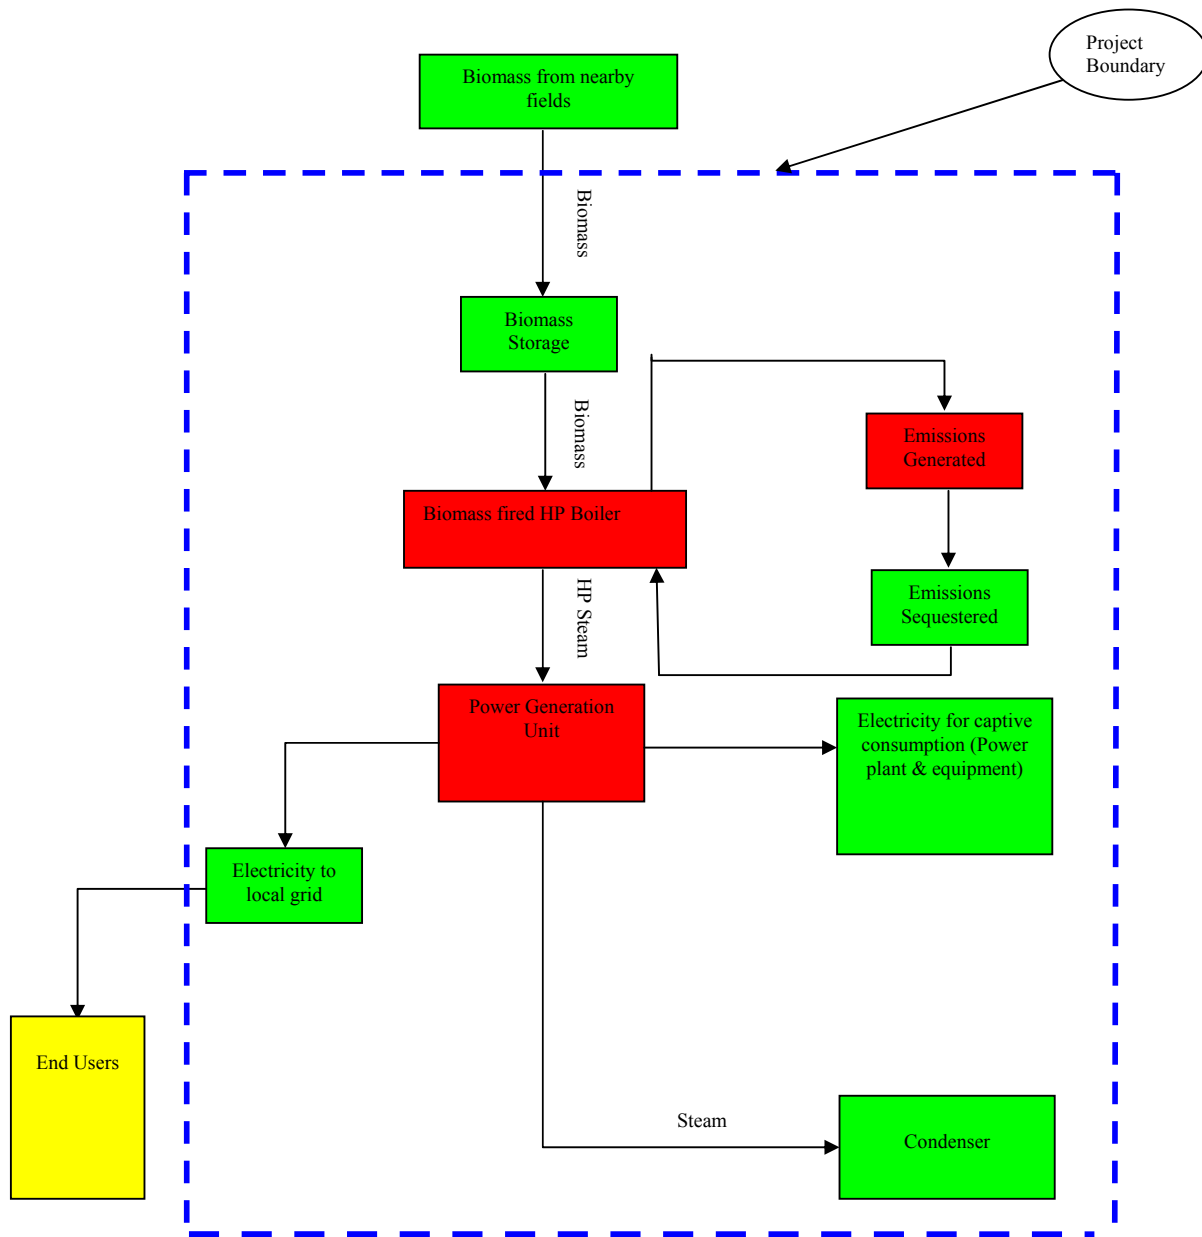 Project
Boundary
Biomass from nearby
fields
Biomass
Biomass
Storage
Biomass
Emissions
Generated
Biomass fired HP Boiler
HP Steam
Emissions
Sequestered
Power Generation
Unit
Electricity for captive
consumption (Power
plant & equipment)
Electricity to
local grid
End Users
Steam
Condenser